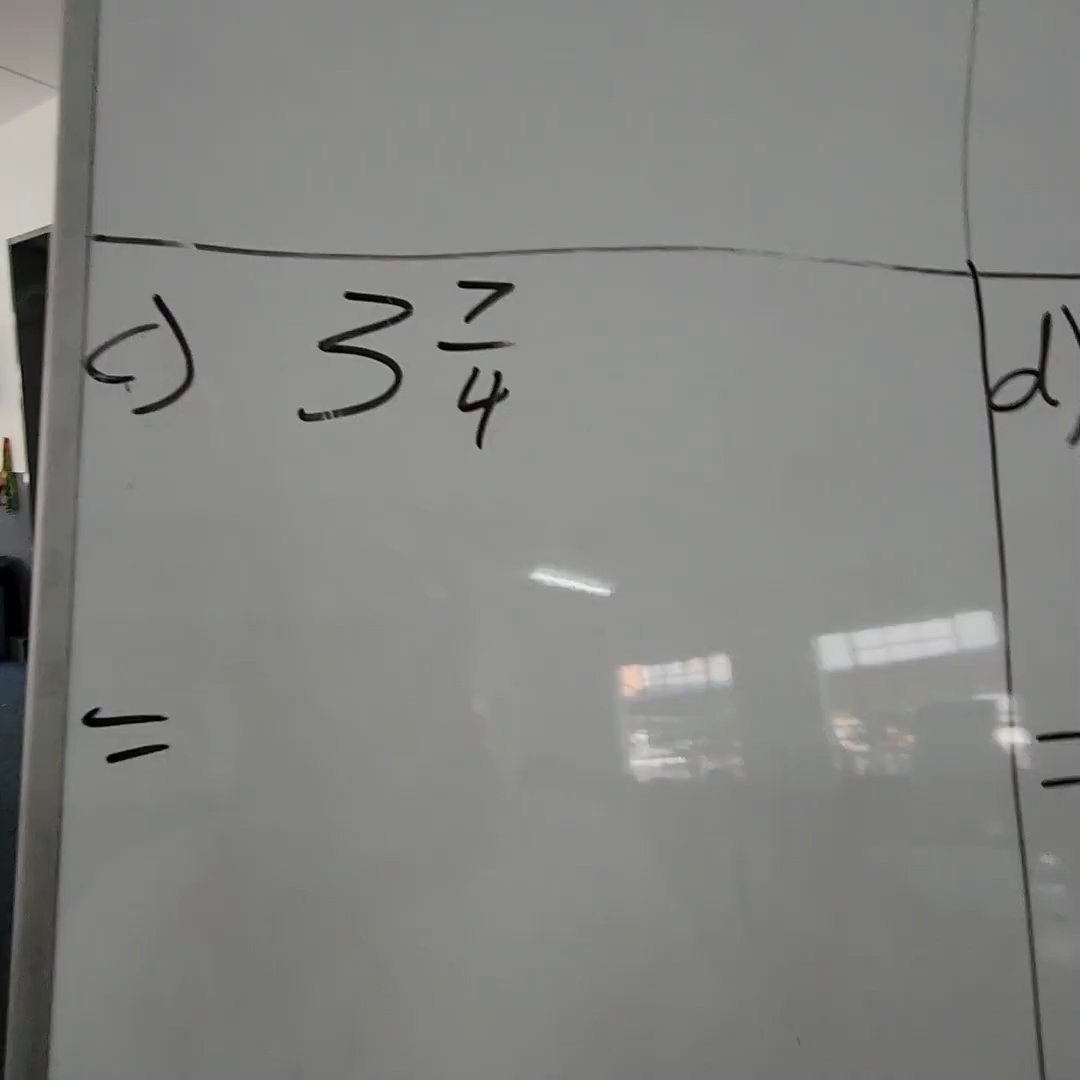 c) 3 7/4
d)
=
=